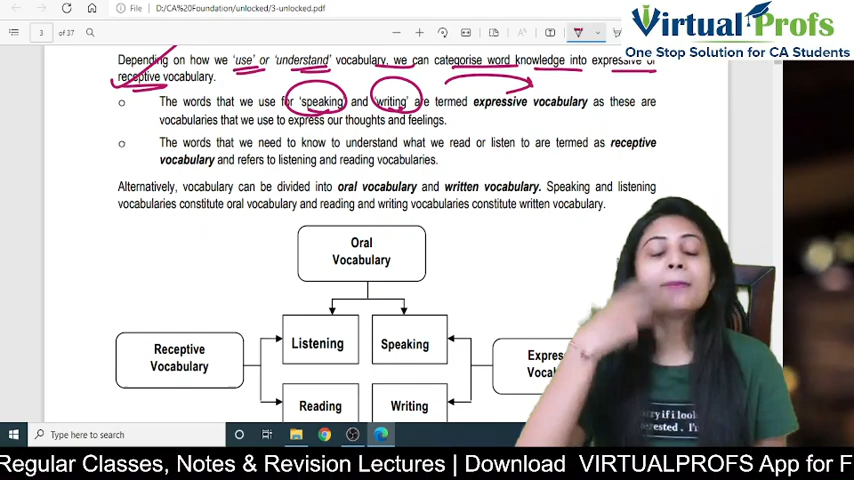 File
D:/CA%20Foundation/unlocked/3-unlocked.pdf
Virtual Profs
One Stop Solution for CA Students
3
of 37
Depending on how we 'use' or 'understand' vocabulary, we can categorise word knowledge into expressive or
receptive vocabulary.
o The words that we use for 'speaking' and 'writing' are termed expressive vocabulary as these are
vocabularies that we use to express our thoughts and feelings.
o The words that we need to know to understand what we read or listen to are termed as receptive
vocabulary and refers to listening and reading vocabularies.
Alternatively, vocabulary can be divided into oral vocabulary and written vocabulary. Speaking and listening
vocabularies constitute oral vocabulary and reading and writing vocabularies constitute written vocabulary.
Oral
Vocabulary
Listening
Speaking
Receptive
Vocabulary
Expres
Vocab
Reading
Writing
Type here to search
Regular Classes, Notes & Revision Lectures | Download VIRTUALPROFS App for F